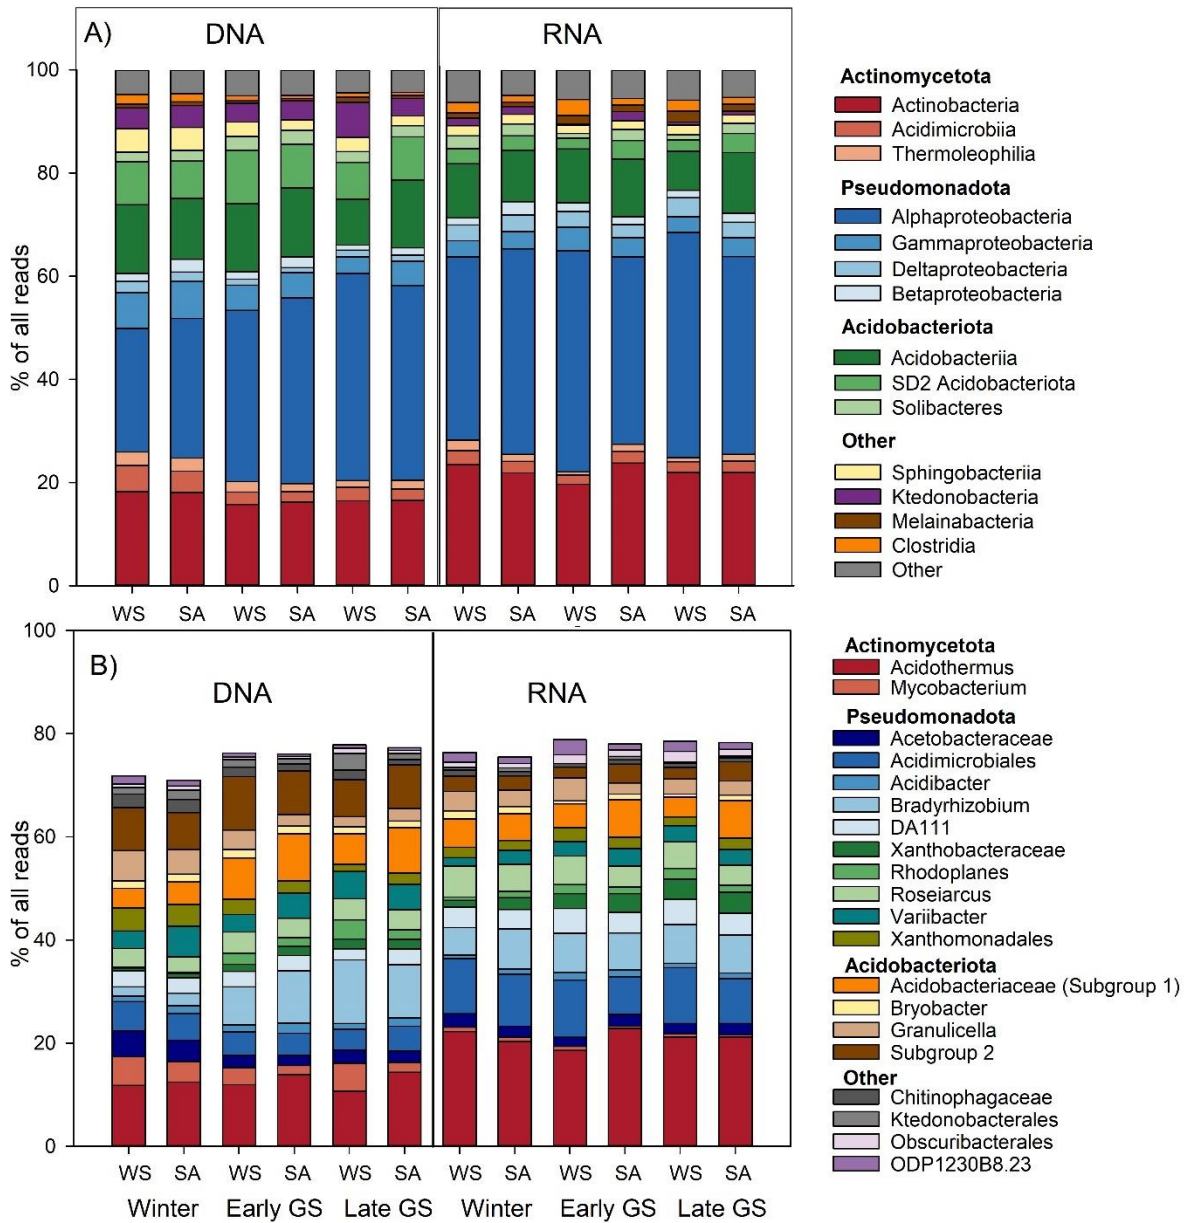 A)
DNA
RNA
% of all reads
100
80
60
40
20
0
WS SA WS SA WS SA WS SA WS SA WS SA
Actinomycetota
Actinobacteria
Acidimicrobiia
Thermoleophilia
Pseudomonadota
Alphaproteobacteria
Gammaproteobacteria
Deltaproteobacteria
Betaproteobacteria
Acidobacteriota
Acidobacteriia
SD2 Acidobacteriota
Solibacteres
Other
Sphingobacteriia
Ktedonobacteria
Melainabacteria
Clostridia
Other
B)
DNA
RNA
% of all reads
100
80
60
40
20
0
WS SA WS SA WS SA WS SA WS SA WS SA
Winter Early GS Late GS Winter Early GS Late GS
Actinomycetota
Acidothermus
Mycobacterium
Pseudomonadota
Acetobacteraceae
Acidimicrobiales
Acidibacter
Bradyrhizobium
DA111
Xanthobacteraceae
Rhodoplanes
Roseiarcus
Variibacter
Xanthomonadales
Acidobacteriota
Acidobacteriaceae (Subgroup 1)
Bryobacter
Granulicella
Subgroup 2
Other
Chitinophagaceae
Ktedonobacterales
Obscuribacterales
ODP1230B8.23